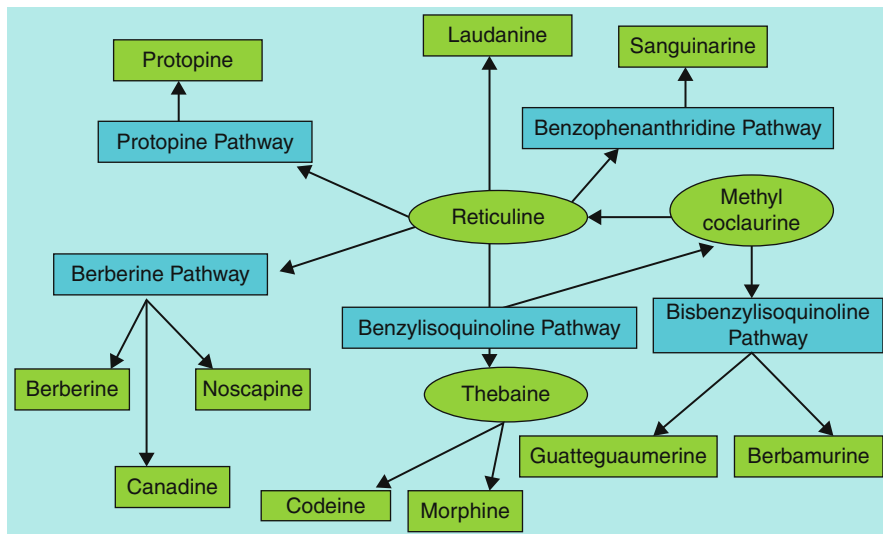 Laudanine
Protopine
Sanguinarine
Protopine Pathway
Benzophenanthridine Pathway
Reticuline
Methyl
coclaurine
Berberine Pathway
Benzylisoquinoline Pathway
Bisbenzylisoquinoline
Pathway
Berberine
Noscapine
Thebaine
Guatteguaumerine
Berbamurine
Canadine
Codeine
Morphine